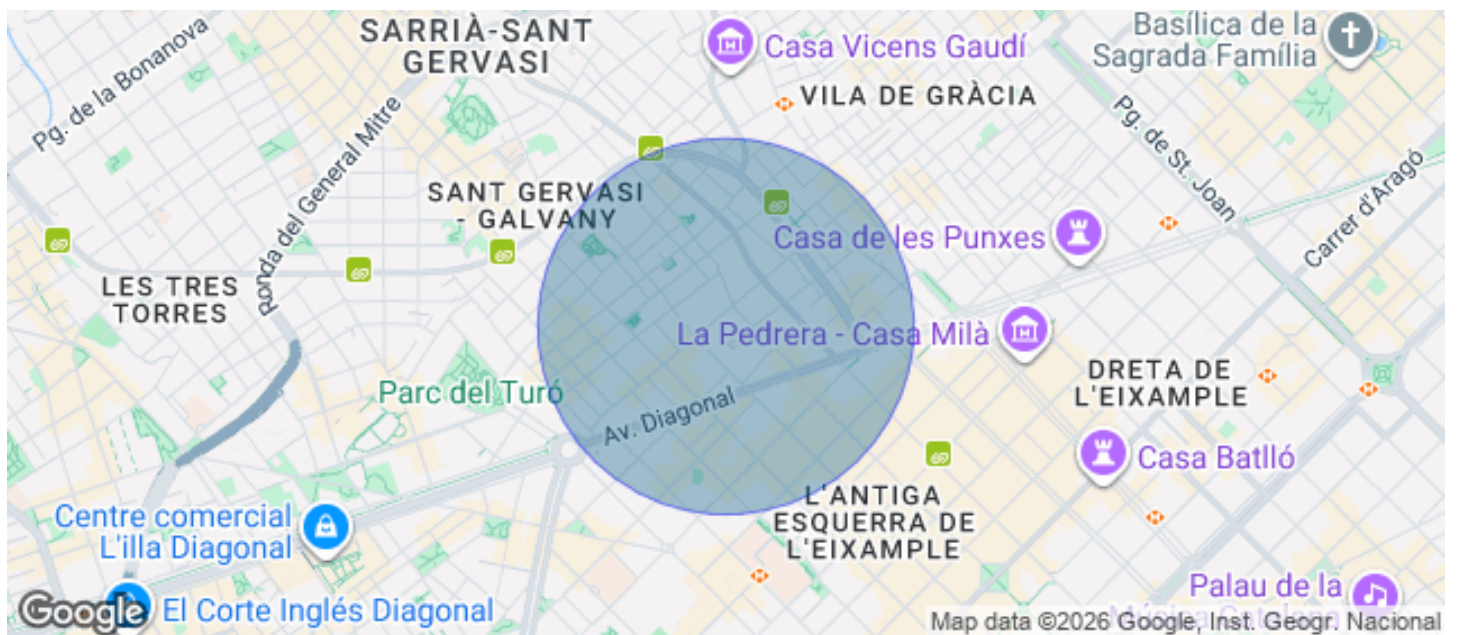 SARRIÀ-SANT
GERVASI
Casa Vicens Gaudí
Basílica de la
Sagrada Família
Pg. de la Bonanova
VILA DE GRÀCIA
Ronda del General Mitre
Pg. de St. Joan
SANT GERVASI
- GALVANY
Casa de les Punxes
Carrer d'Aragó
LES TRES
TORRES
La Pedrera - Casa Milà
DRETA DE
L'EIXAMPLE
Parc del Turó
Av. Diagonal
Casa Batlló
L'ANTIGA
ESQUERRA DE
L'EIXAMPLE
Centre comercial
L'illa Diagonal
El Corte Inglés Diagonal
Palau de la
Música Catalana
Google
Map data ©2026 Google, Inst. Geogr. Nacional